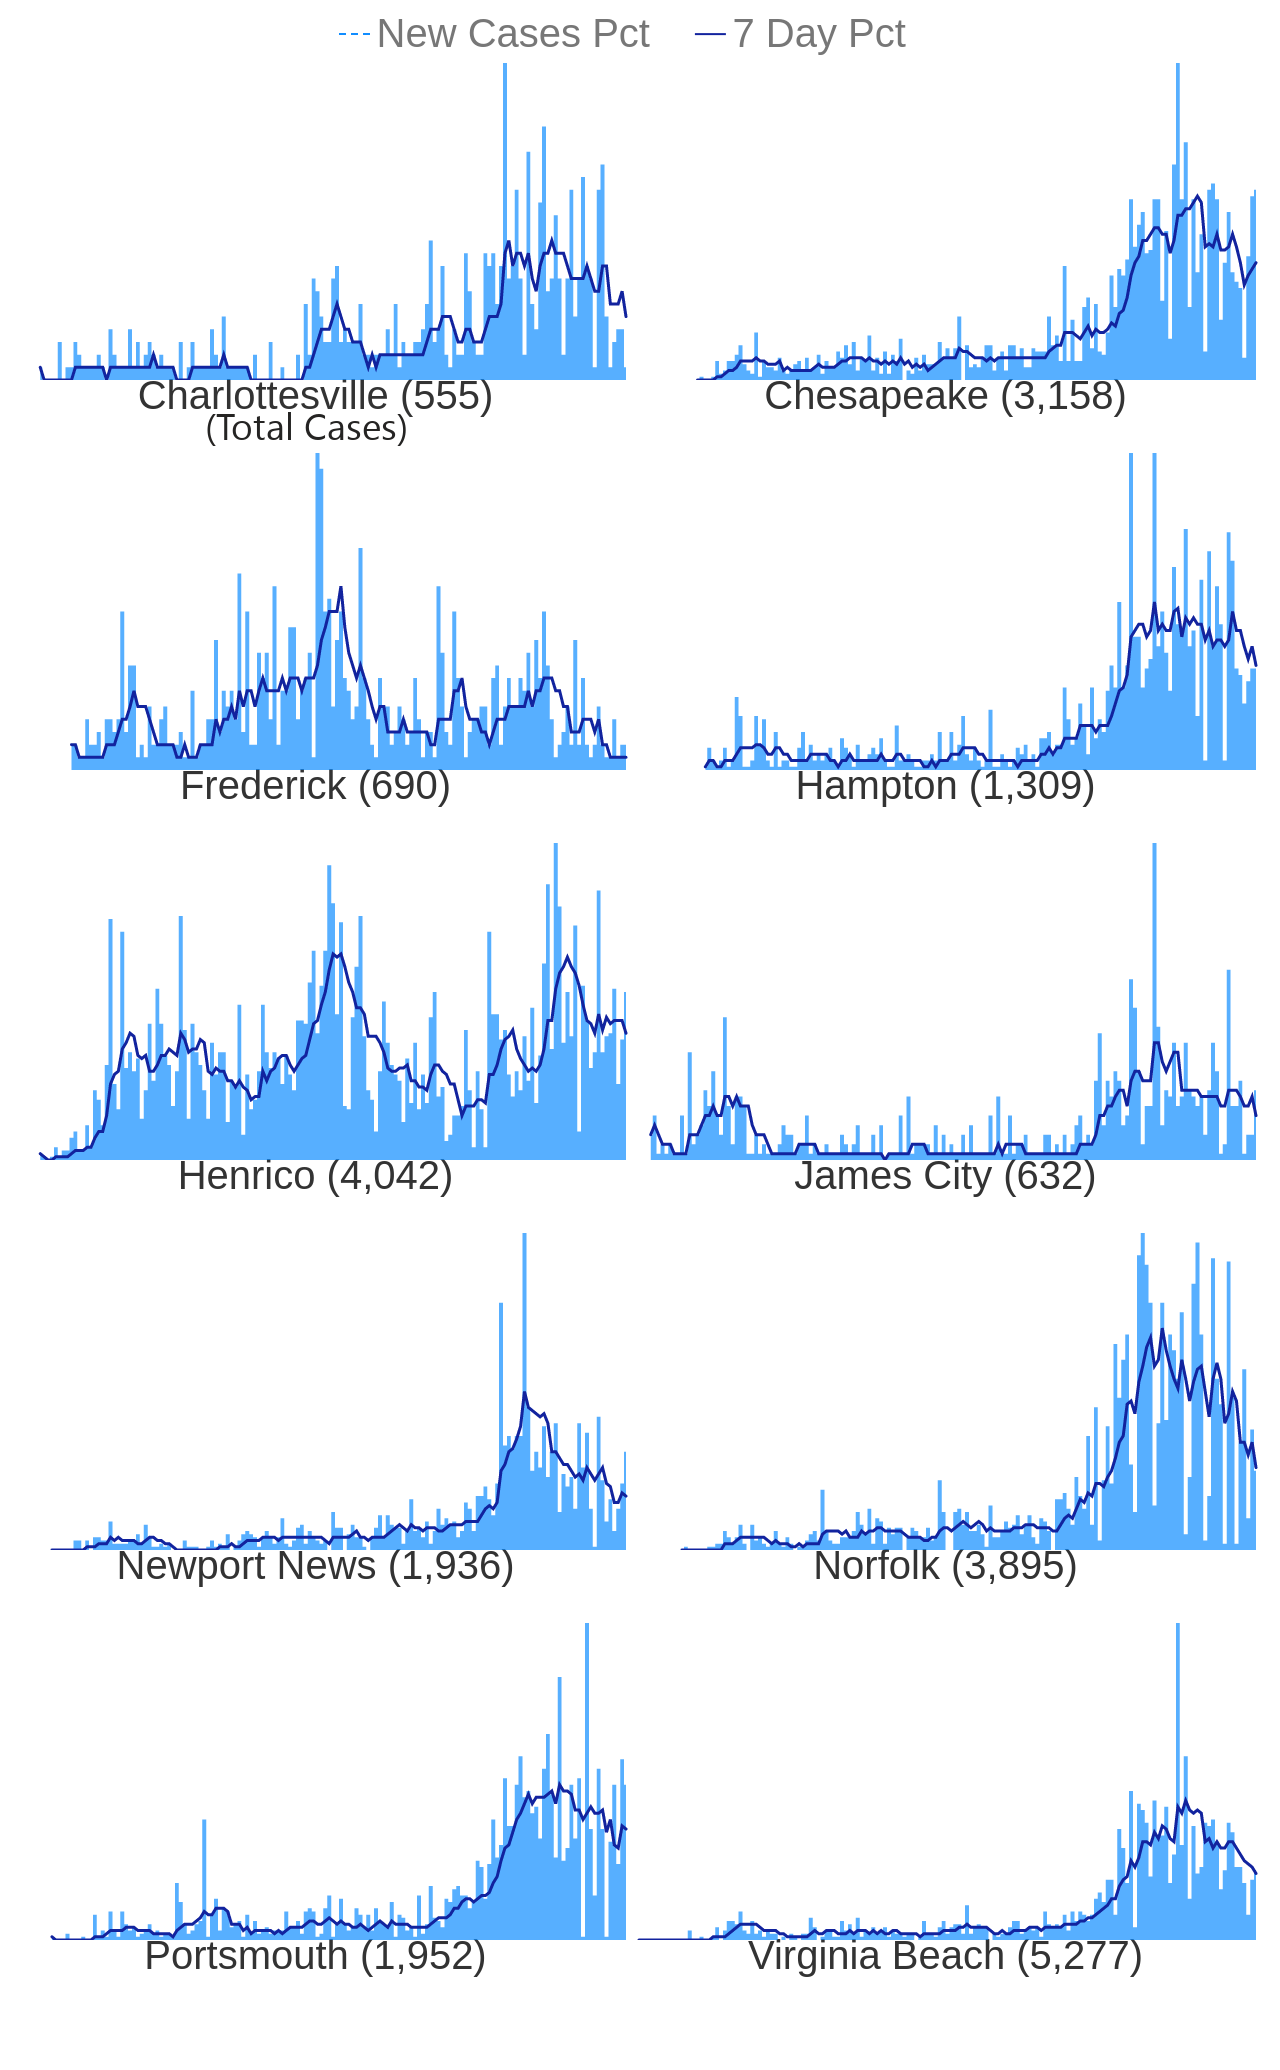 New Cases Pct 7 Day Pct
Charlottesville (555) Chesapeake (3,158)
(Total Cases)
Frederick (690) Hampton (1,309)
Henrico (4,042) James City (632)
Newport News (1,936) Norfolk (3,895)
Portsmouth (1,952) Virginia Beach (5,277)